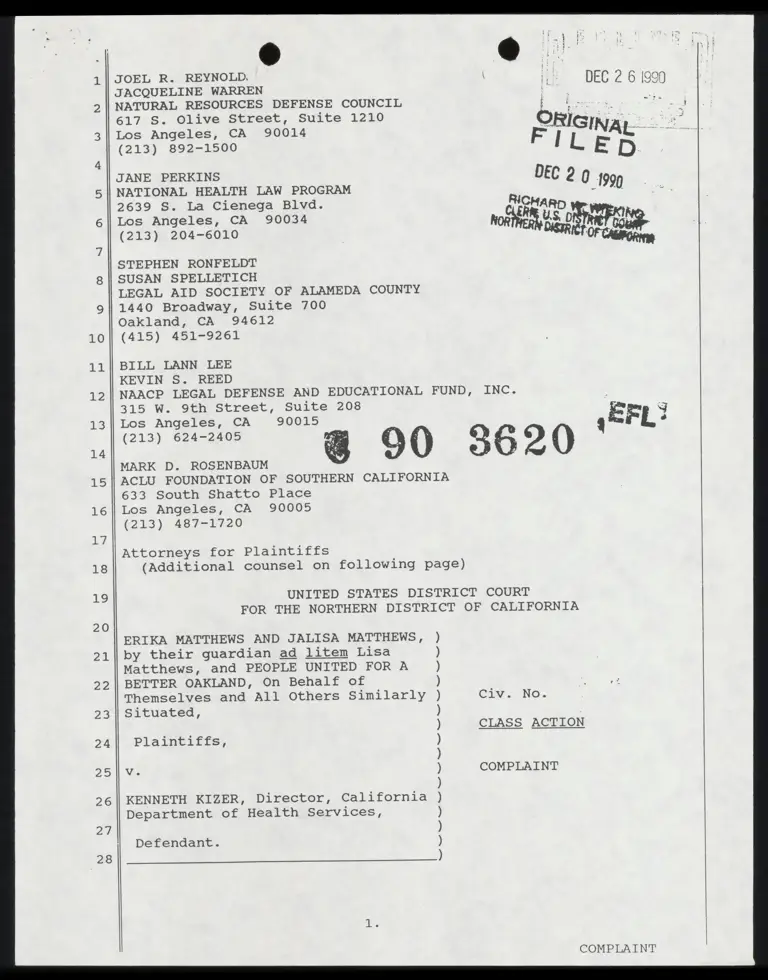 DEC 26 1990
ORIGINAL
FILED
DEC 20 1990
RICHARD W. WIEKING
CLERK, U.S. DISTRICT COURT
NORTHERN DISTRICT OF CALIFORNIA
1 JOEL R. REYNOLD
JACQUELINE WARREN
2 NATURAL RESOURCES DEFENSE COUNCIL
617 S. Olive Street, Suite 1210
3 Los Angeles, CA 90014
(213) 892-1500
4
JANE PERKINS
5 NATIONAL HEALTH LAW PROGRAM
2639 S. La Cienega Blvd.
6 Los Angeles, CA 90034
(213) 204-6010
7
STEPHEN RONFELDT
8 SUSAN SPELLETICH
LEGAL AID SOCIETY OF ALAMEDA COUNTY
9 1440 Broadway, Suite 700
Oakland, CA 94612
10 (415) 451-9261
11 BILL LANN LEE
KEVIN S. REED
12 NAACP LEGAL DEFENSE AND EDUCATIONAL FUND, INC.
315 W. 9th Street, Suite 208
13 Los Angeles, CA 90015
(213) 624-2405
90 3620 EFL
14
MARK D. ROSENBAUM
15 ACLU FOUNDATION OF SOUTHERN CALIFORNIA
633 South Shatto Place
16 Los Angeles, CA 90005
(213) 487-1720
17
Attorneys for Plaintiffs
18 (Additional counsel on following page)
19 UNITED STATES DISTRICT COURT
FOR THE NORTHERN DISTRICT OF CALIFORNIA
20
ERIKA MATTHEWS AND JALISA MATTHEWS, )
21 by their guardian ad litem Lisa )
Matthews, and PEOPLE UNITED FOR A )
22 BETTER OAKLAND, On Behalf of )
Themselves and All Others Similarly ) Civ. No.
23 Situated, )
) CLASS ACTION
24 Plaintiffs, )
)
25 v. ) COMPLAINT
)
26 KENNETH KIZER, Director, California )
Department of Health Services, )
27 )
Defendant. )
28 )
1.
COMPLAINT